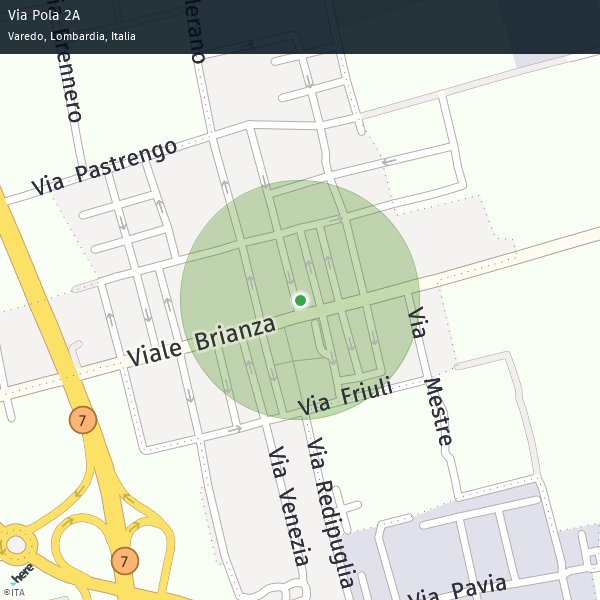 Via Pola 2A
Varedo, Lombardia, Italia
Via Pastrengo
Viale Brianza
Via Mestre
7
Via Friuli
Via Venezia
Via Redipuglia
7
Via Pavia
here
©ITA